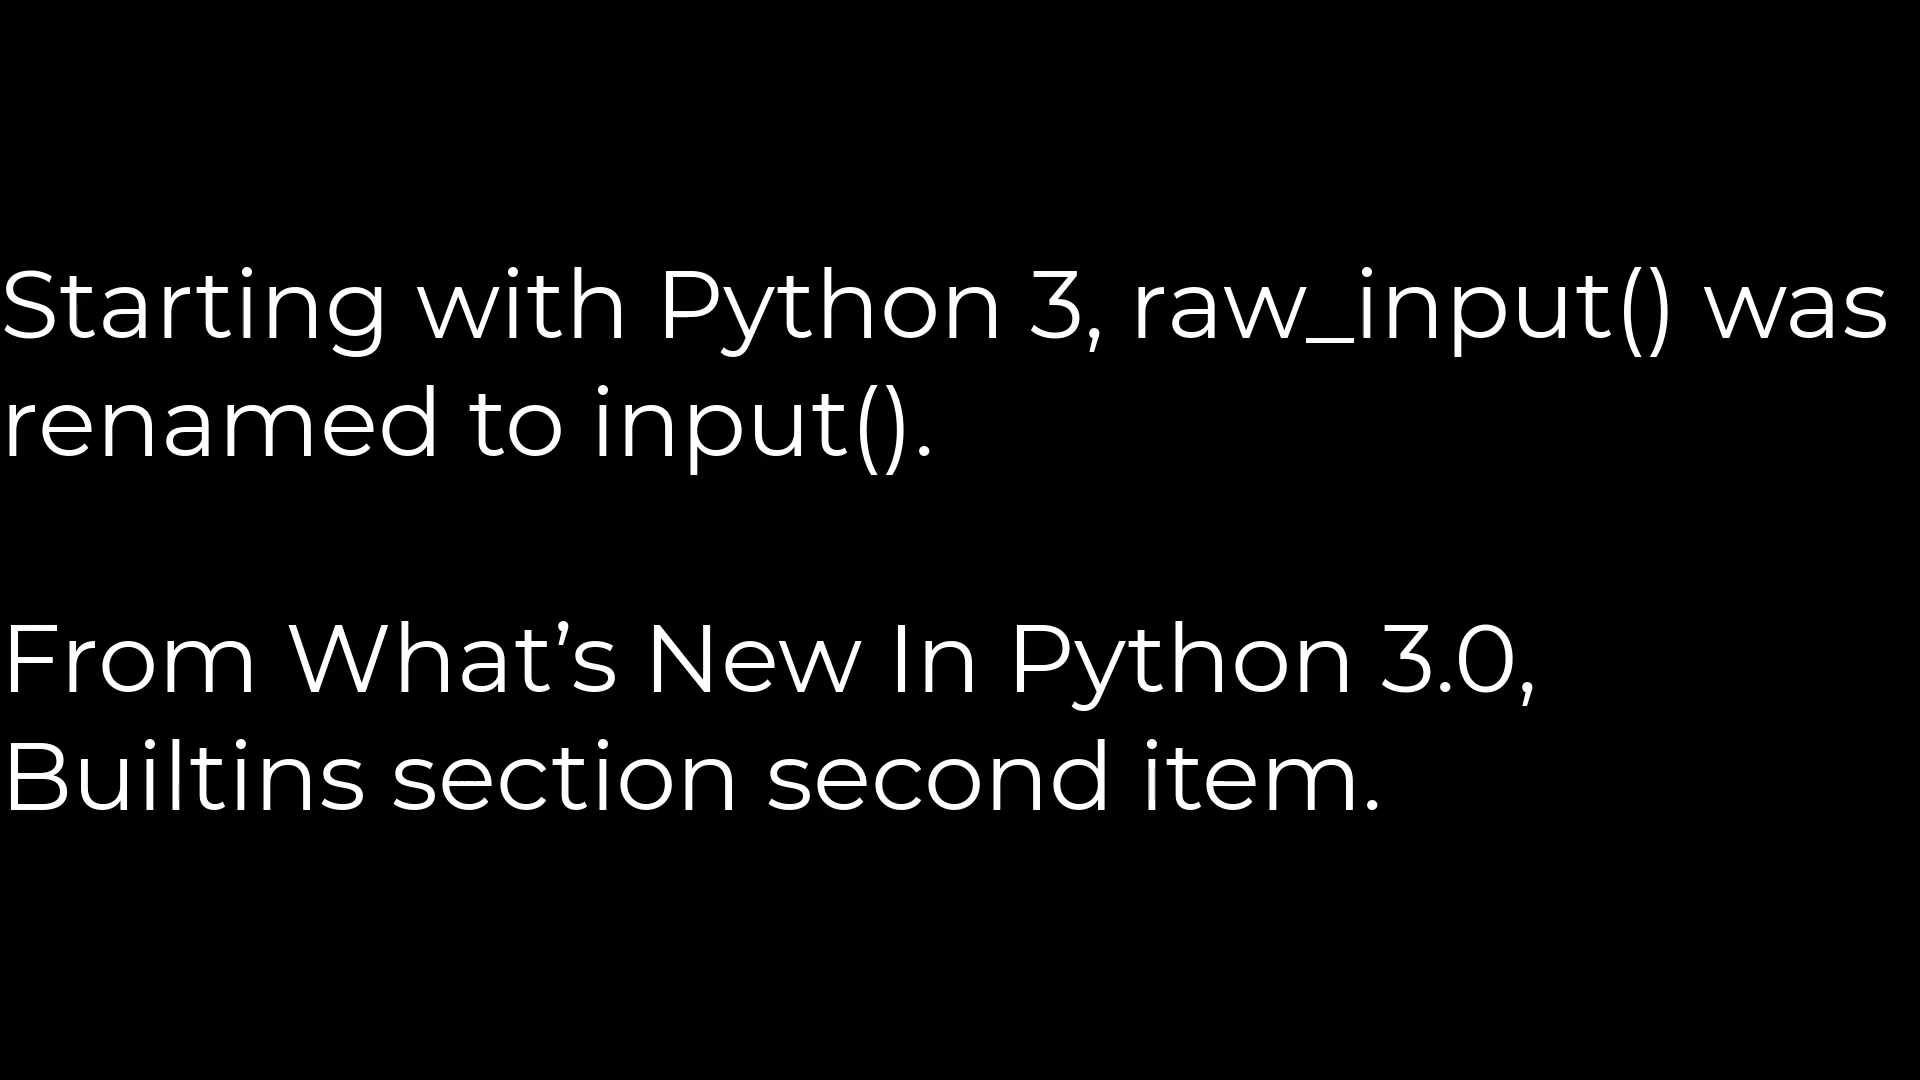 Starting with Python 3, raw_input() was
renamed to input().
From What’s New In Python 3.0,
Builtins section second item.